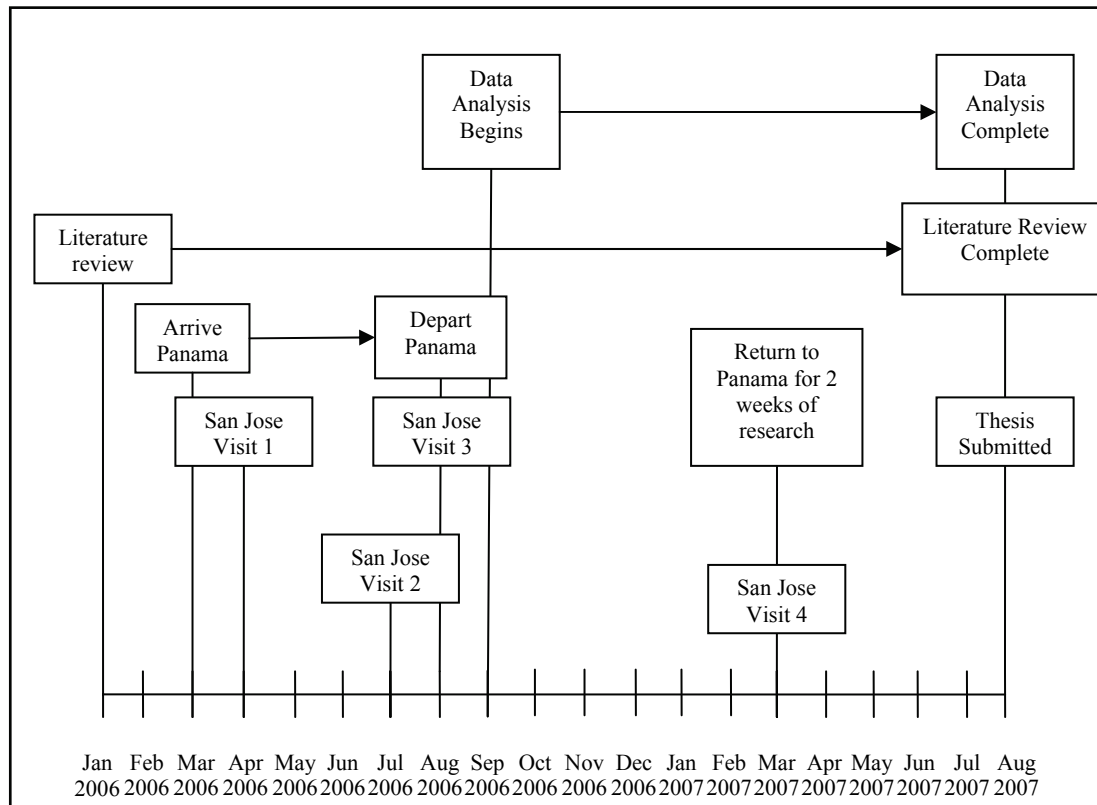 Data
Analysis
Begins
Data
Analysis
Complete
Literature
review
Literature Review
Complete
Arrive
Panama
Depart
Panama
Return to
Panama for 2
weeks of
research
San Jose
Visit 1
San Jose
Visit 3
Thesis
Submitted
San Jose
Visit 2
San Jose
Visit 4
Jan Feb Mar Apr May Jun Jul Aug Sep Oct Nov Dec Jan Feb Mar Apr May Jun Jul Aug
2006 2006 2006 2006 2006 2006 2006 2006 2006 2006 2006 2006 2007 2007 2007 2007 2007 2007 2007 2007